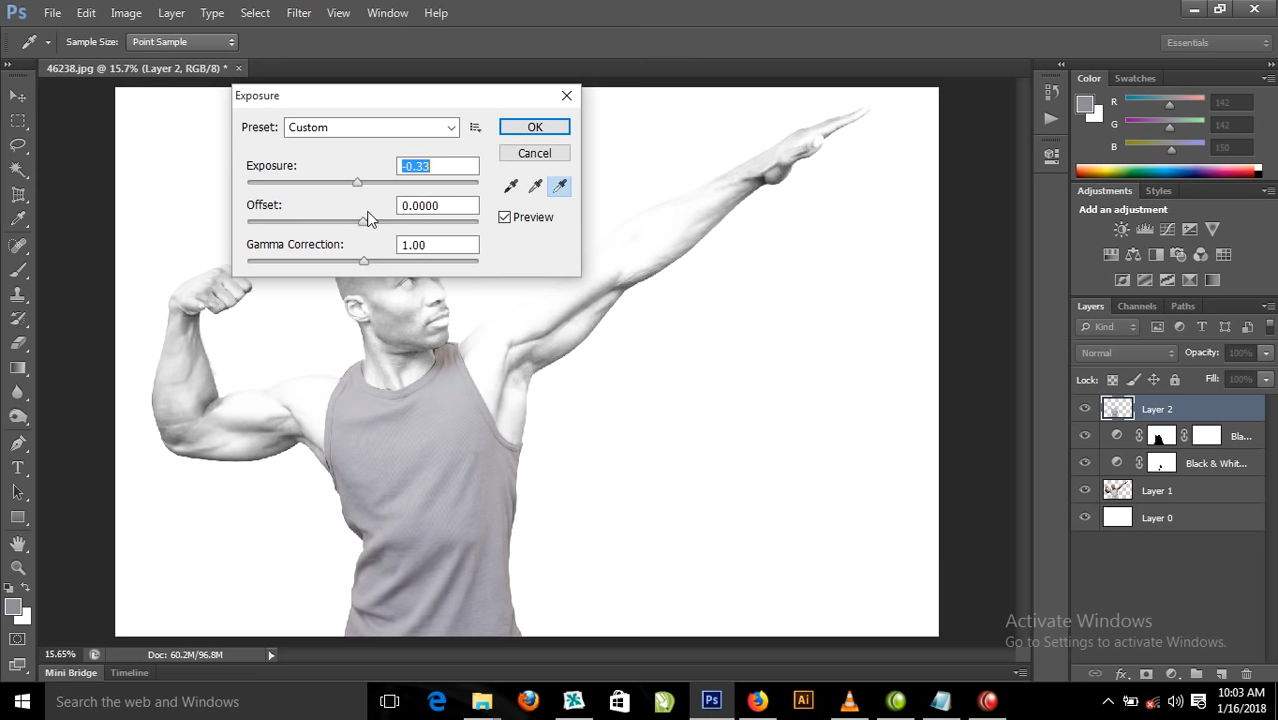 Ps File Edit Image Layer Type Select Filter 3D View Window Help
Sample Size: Point Sample Essentials
46238.jpg @ 15.7% (Layer 2, RGB/8) * ×
Exposure
Preset: Custom OK
Cancel
Exposure: -0.33
Offset: 0.0000
Preview
Gamma Correction: 1.00
Color Swatches
R 142
G 142
B 150
Adjustments Styles
Layers Channels Paths
Kind
Normal Opacity: 100%
Lock: Fill: 100%
Layer 2
Bla...
Black & Whit...
Layer 1
Layer 0
Activate Windows
Go to Settings to activate Windows.
15.65% Doc: 60.2M/96.8M
Mini Bridge Timeline
Search the web and Windows
Ps Ai
10:03 AM
1/16/2018